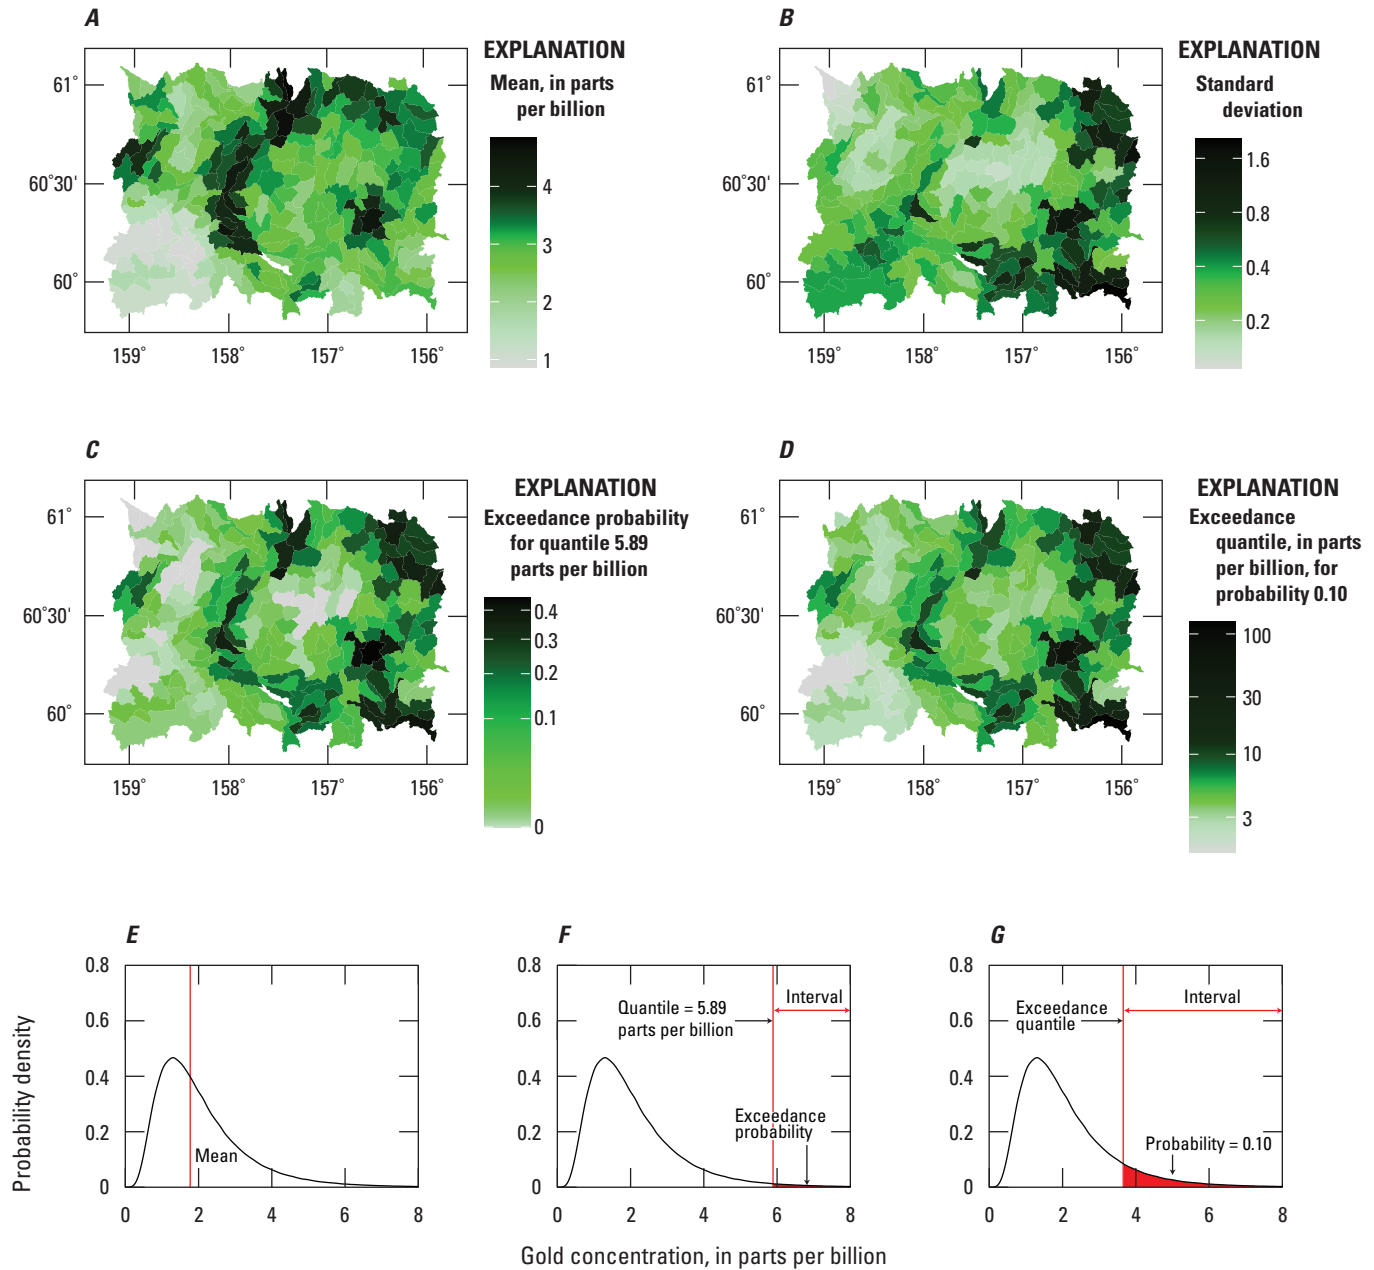 A
EXPLANATION
Mean, in parts
per billion
61°
60°30'
60°
159°
158°
157°
156°
4
3
2
1
B
EXPLANATION
Standard
deviation
61°
60°30'
60°
159°
158°
157°
156°
1.6
0.8
0.4
0.2
C
EXPLANATION
Exceedance probability
for quantile 5.89
parts per billion
61°
60°30'
60°
159°
158°
157°
156°
0.4
0.3
0.2
0.1
0
D
EXPLANATION
Exceedance
quantile, in parts
per billion, for
probability 0.10
61°
60°30'
60°
159°
158°
157°
156°
100
30
10
3
E
Probability density
0.8
0.6
0.4
0.2
0
Mean
0 2 4 6 8
F
0.8
0.6
0.4
0.2
0
Quantile = 5.89
parts per billion
Interval
Exceedance
probability
0 2 4 6 8
G
0.8
0.6
0.4
0.2
0
Exceedance
quantile
Interval
Probability = 0.10
0 2 4 6 8
Gold concentration, in parts per billion